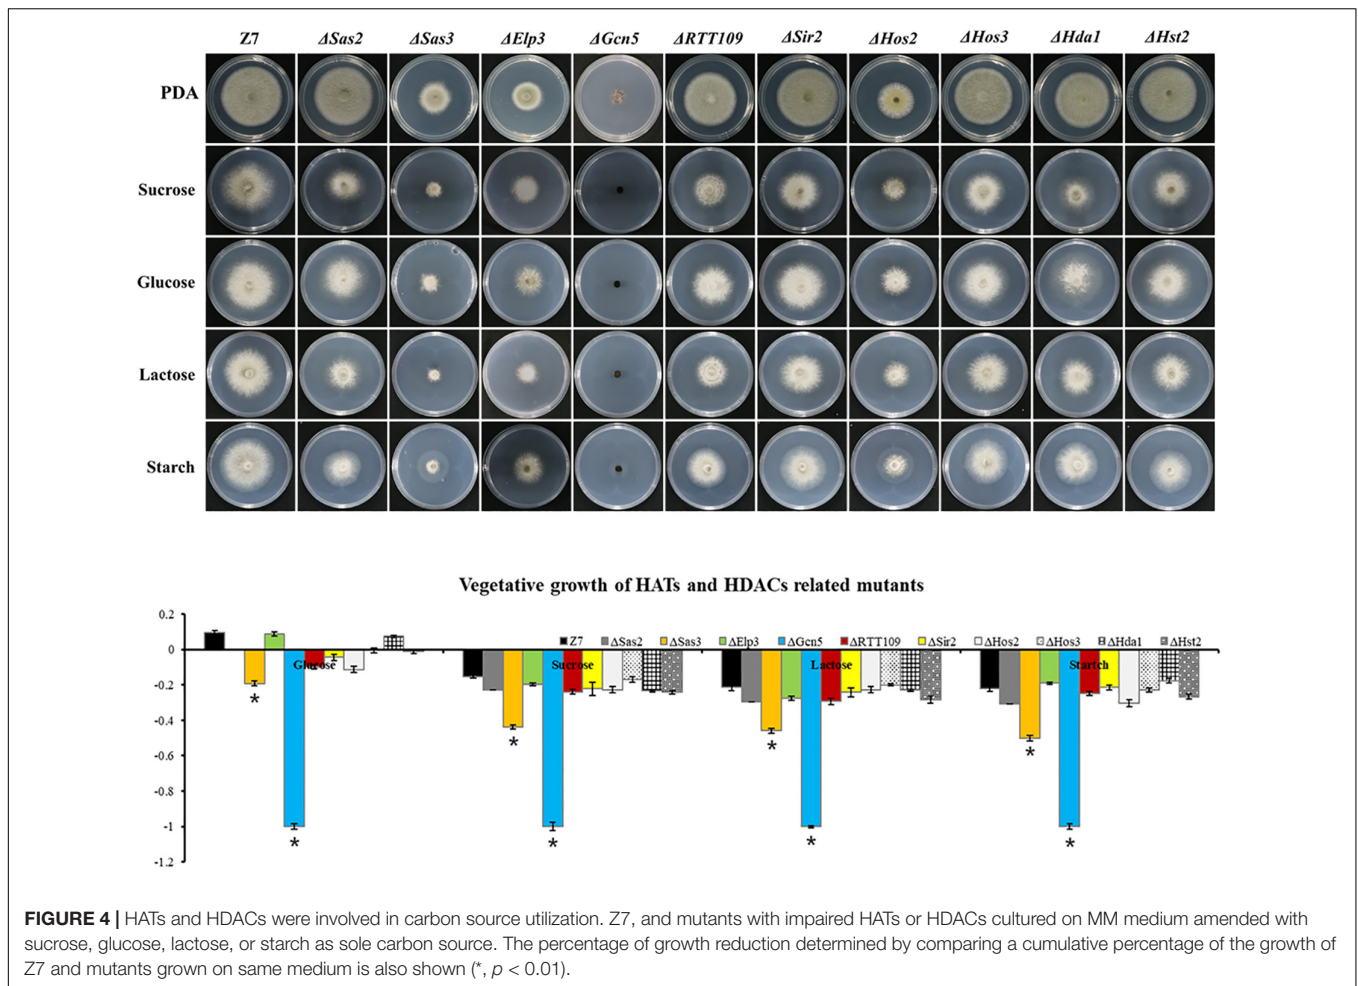 Z7 ΔSas2 ΔSas3 ΔElp3 ΔGcn5 ΔRTT109 ΔSir2 ΔHos2 ΔHos3 ΔHda1 ΔHst2
PDA
Sucrose
Glucose
Lactose
Starch
Vegetative growth of HATs and HDACs related mutants
0.2
0
-0.2
-0.4
-0.6
-0.8
-1
-1.2
Z7 ΔSas2 ΔSas3 ΔElp3 ΔGcn5 ΔRTT109 ΔSir2 ΔHos2 ΔHos3 ΔHda1 ΔHst2
Glucose Sucrose Lactose Startch
* * * *
* * * *
FIGURE 4 | HATs and HDACs were involved in carbon source utilization. Z7, and mutants with impaired HATs or HDACs cultured on MM medium amended with
sucrose, glucose, lactose, or starch as sole carbon source. The percentage of growth reduction determined by comparing a cumulative percentage of the growth of
Z7 and mutants grown on same medium is also shown (*, p < 0.01).